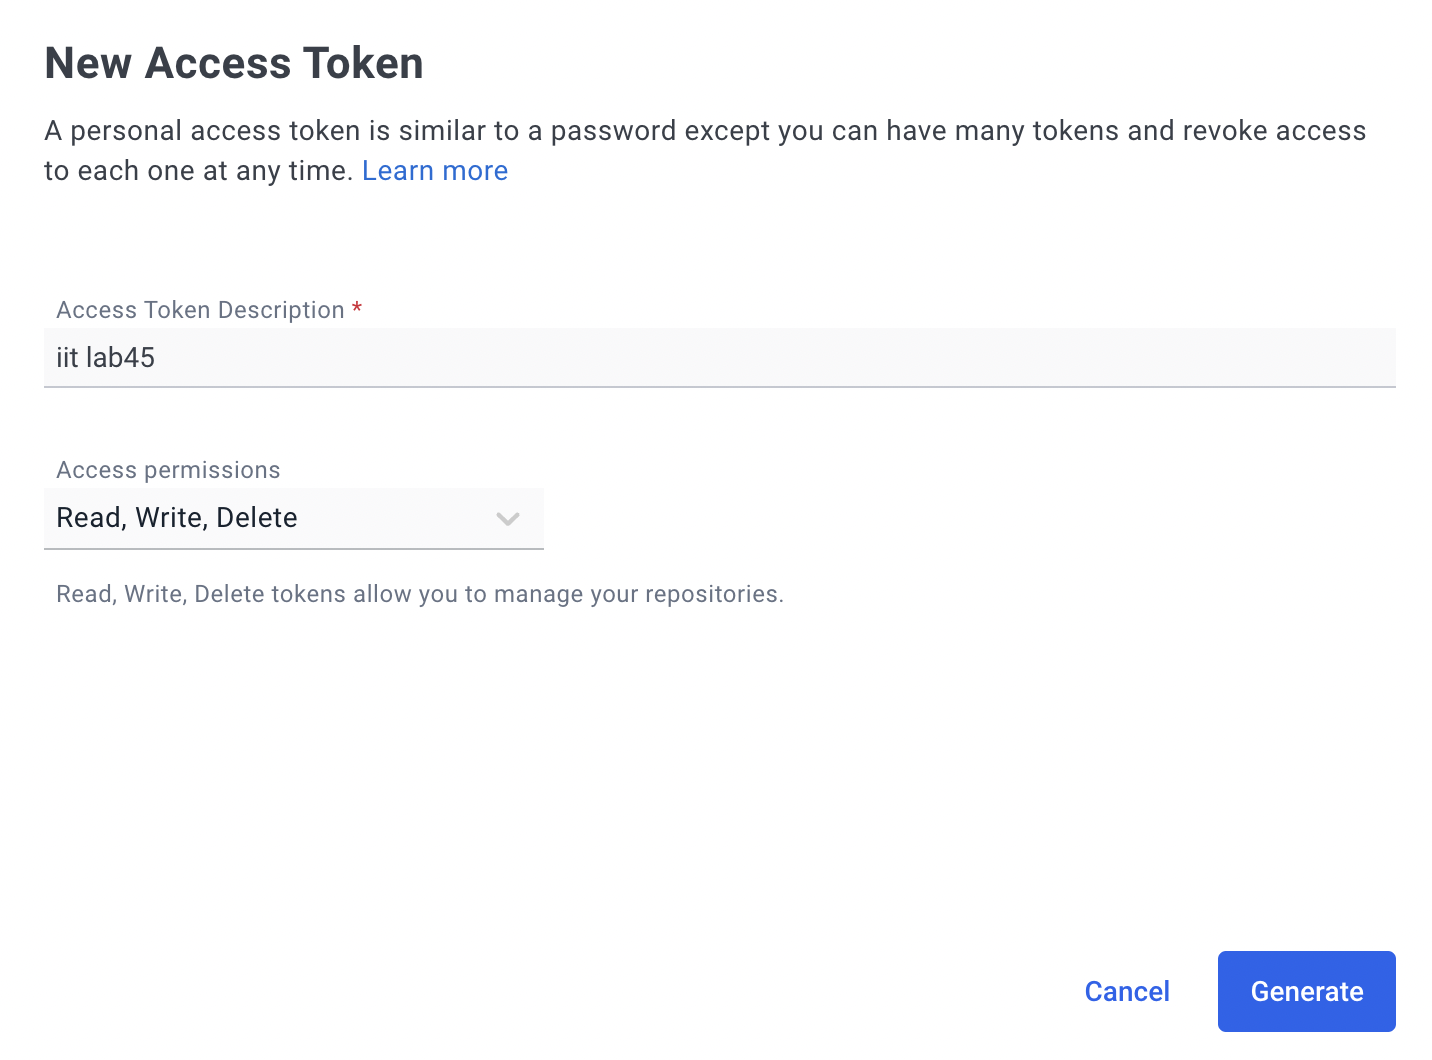 New Access Token
A personal access token is similar to a password except you can have many tokens and revoke access
to each one at any time. Learn more
Access Token Description *
iit lab45
Access permissions
Read, Write, Delete
Read, Write, Delete tokens allow you to manage your repositories.
Cancel
Generate